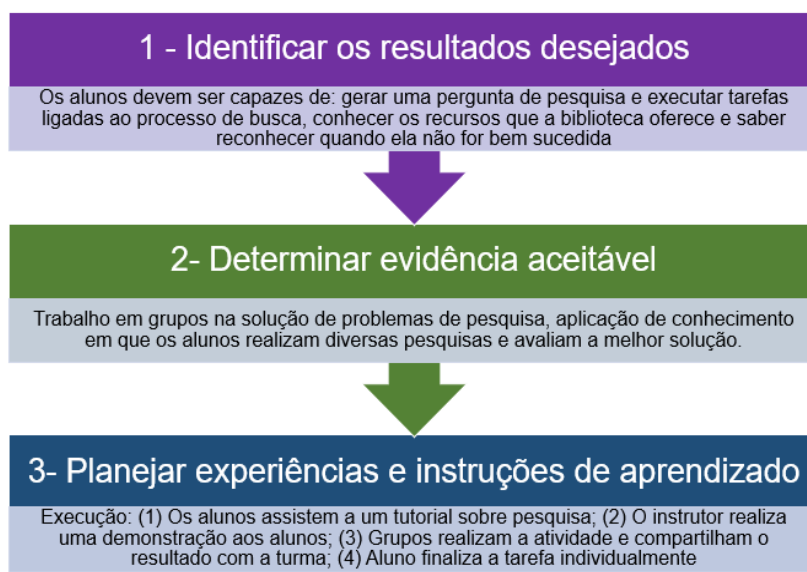 1 - Identificar os resultados desejados
Os alunos devem ser capazes de: gerar uma pergunta de pesquisa e executar tarefas
ligadas ao processo de busca, conhecer os recursos que a biblioteca oferece e saber
reconhecer quando ela não for bem sucedida
2- Determinar evidência aceitável
Trabalho em grupos na solução de problemas de pesquisa, aplicação de conhecimento
em que os alunos realizam diversas pesquisas e avaliam a melhor solução.
3- Planejar experiências e instruções de aprendizado
Execução: (1) Os alunos assistem a um tutorial sobre pesquisa; (2) O instrutor realiza
uma demonstração aos alunos; (3) Grupos realizam a atividade e compartilham o
resultado com a turma; (4) Aluno finaliza a tarefa individualmente